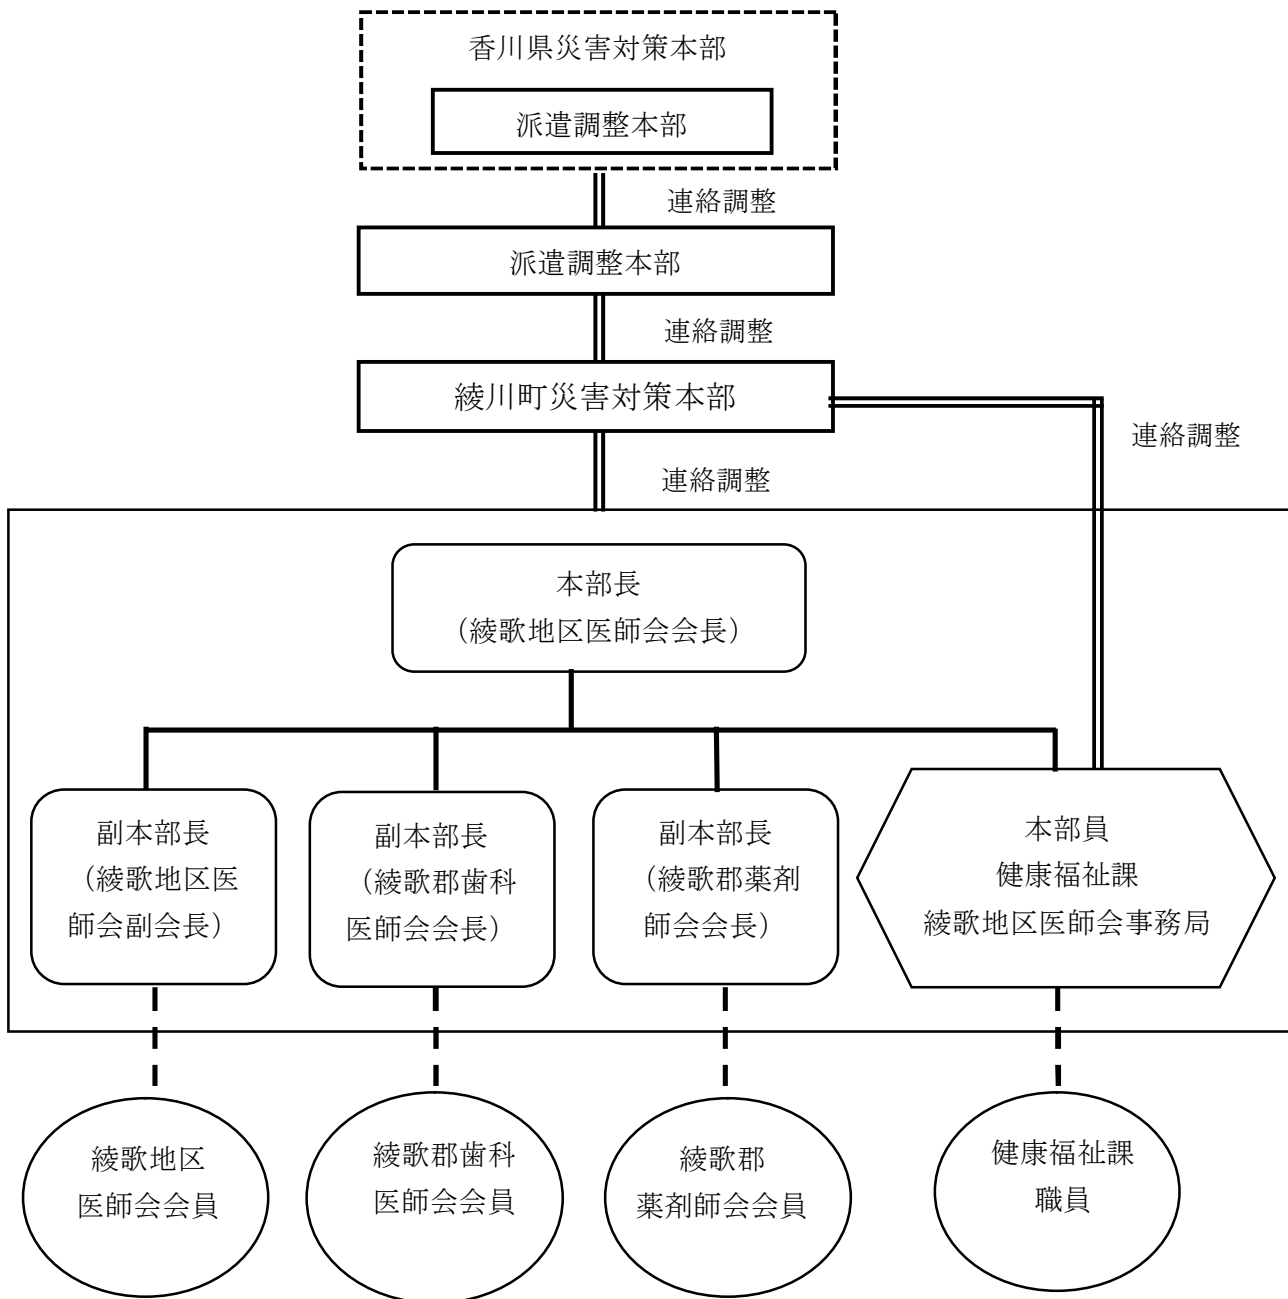 香川県災害対策本部
派遣調整本部
連絡調整
派遣調整本部
連絡調整
綾川町災害対策本部
連絡調整
連絡調整
本部長
（綾歌地区医師会会長）
副本部長
（綾歌地区医
師会副会長）
副本部長
（綾歌郡歯科
医師会会長）
副本部長
（綾歌郡薬剤
師会会長）
本部員
健康福祉課
綾歌地区医師会事務局
綾歌地区
医師会会員
綾歌郡歯科
医師会会員
綾歌郡
薬剤師会会員
健康福祉課
職員